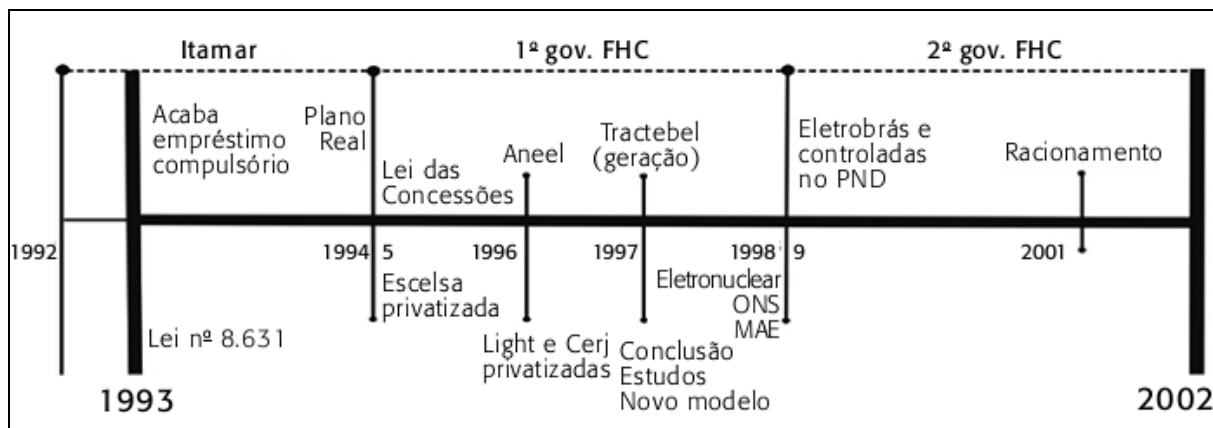 Itamar
1º gov. FHC
2º gov. FHC
Acaba
empréstimo
compulsório
Plano
Real
Lei das
Concessões
Aneel
Tractebel
(geração)
Eletrobrás e
controladas
no PND
Racionamento
1992
1994 5
1996
1997
1998 9
2001
Lei nº 8.631
Escelsa
privatizada
Light e Cerj
privatizadas
Conclusão
Estudos
Novo modelo
Eletronuclear
ONS
MAE
1993
2002